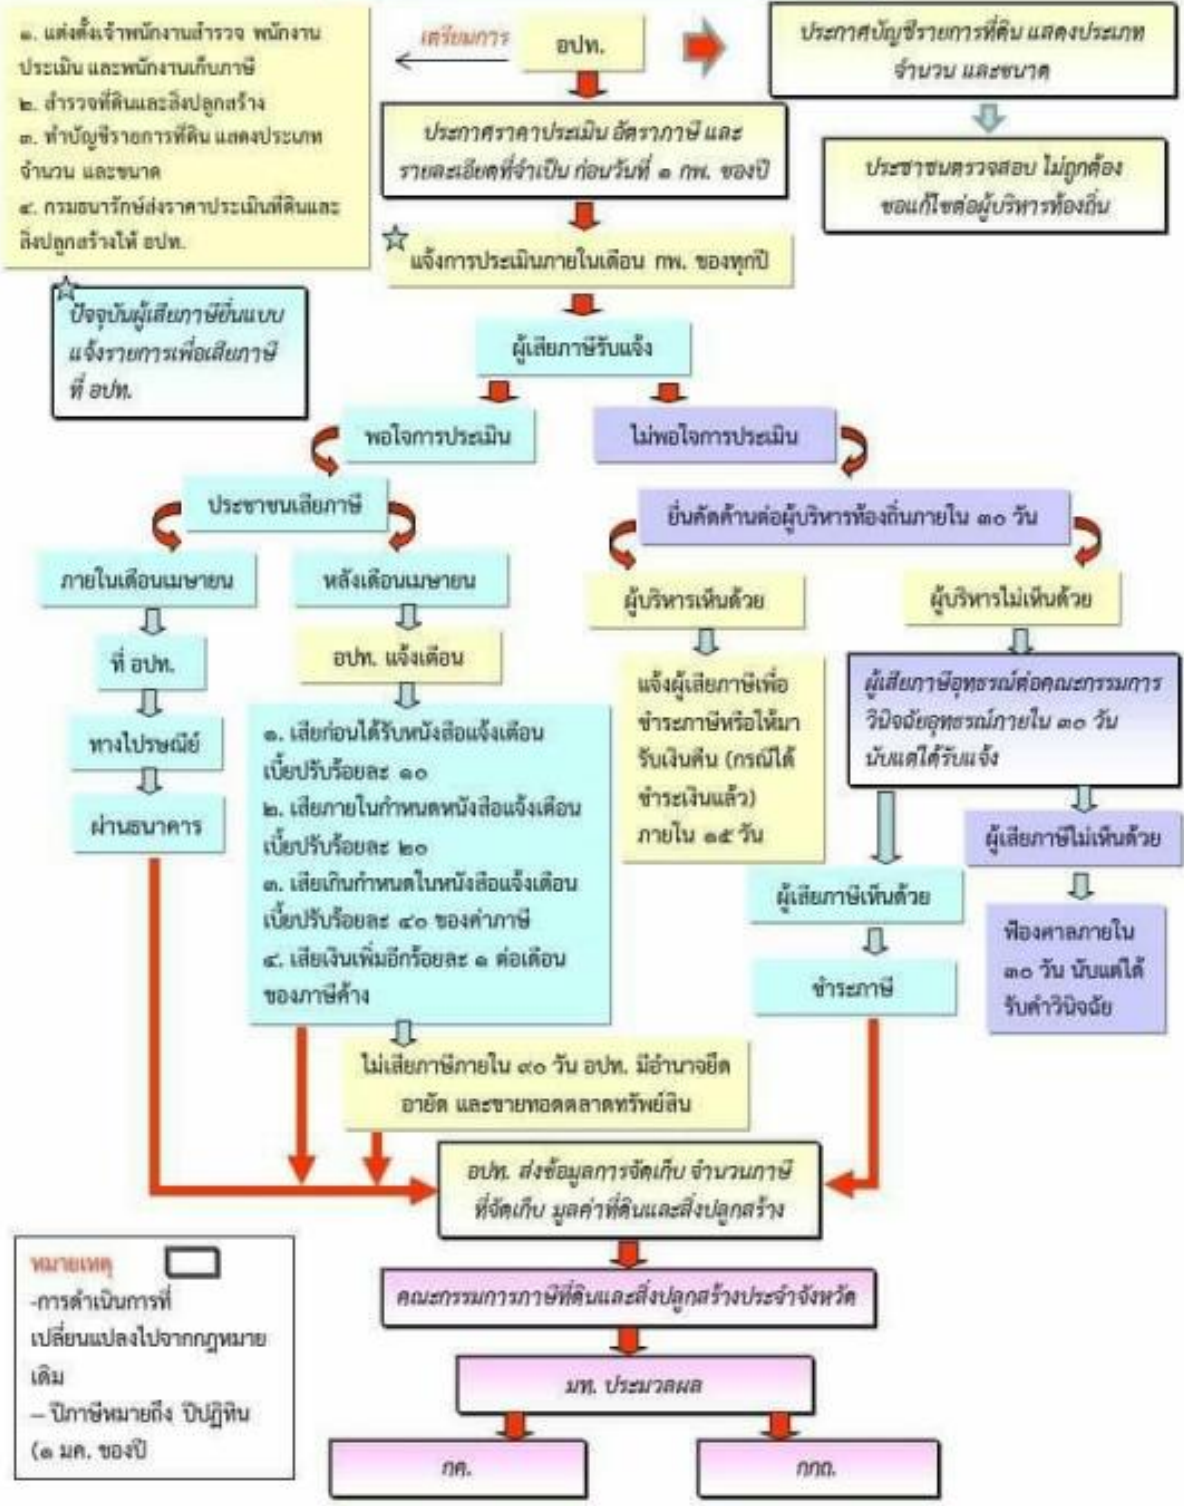 ๑. แต่งตั้งเจ้าพนักงานสำรวจ พนักงาน
ประเมิน และพนักงานเก็บภาษี
๒. สำรวจที่ดินและสิ่งปลูกสร้าง
๓. ทำบัญชีรายการที่ดิน แสดงประเภท
จำนวน และขนาด
๔. กรมธนารักษ์ส่งราคาประเมินที่ดินและ
สิ่งปลูกสร้างให้ อปท.
เตรียมการ
อปท.
ประกาศบัญชีรายการที่ดิน แสดงประเภท
จำนวน และขนาด
ประกาศราคาประเมิน อัตราภาษี และ
รายละเอียดที่จำเป็น ก่อนวันที่ ๑ กพ. ของปี
ประชาชนตรวจสอบ ไม่ถูกต้อง
ขอแก้ไขต่อผู้บริหารท้องถิ่น
แจ้งการประเมินภายในเดือน กพ. ของทุกปี
ปัจจุบันผู้เสียภาษียื่นแบบ
แจ้งรายการเพื่อเสียภาษี
ที่ อปท.
ผู้เสียภาษีรับแจ้ง
พอใจการประเมิน
ไม่พอใจการประเมิน
ประชาชนเสียภาษี
ยื่นคัดค้านต่อผู้บริหารท้องถิ่นภายใน ๓๐ วัน
ภายในเดือนเมษายน
หลังเดือนเมษายน
ผู้บริหารเห็นด้วย
ผู้บริหารไม่เห็นด้วย
ที่ อปท.
ทางไปรษณีย์
ผ่านธนาคาร
อปท. แจ้งเตือน
๑. เสียก่อนได้รับหนังสือแจ้งเตือน
เบี้ยปรับร้อยละ ๑๐
๒. เสียภายในกำหนดหนังสือแจ้งเตือน
เบี้ยปรับร้อยละ ๒๐
๓. เสียเกินกำหนดในหนังสือแจ้งเตือน
เบี้ยปรับร้อยละ ๔๐ ของค่าภาษี
๔. เสียเงินเพิ่มอีกร้อยละ ๑ ต่อเดือน
ของภาษีค้าง
แจ้งผู้เสียภาษีเพื่อ
ชำระภาษีหรือให้มา
รับเงินคืน (กรณีได้
ชำระเงินแล้ว)
ภายใน ๑๕ วัน
ผู้เสียภาษีอุทธรณ์ต่อคณะกรรมการ
วินิจฉัยอุทธรณ์ภายใน ๓๐ วัน
นับแต่ได้รับแจ้ง
ผู้เสียภาษีไม่เห็นด้วย
ผู้เสียภาษีเห็นด้วย
ฟ้องศาลภายใน
๓๐ วัน นับแต่ได้
รับคำวินิจฉัย
ชำระภาษี
ไม่เสียภาษีภายใน ๙๐ วัน อปท. มีอำนาจยึด
อายัด และขายทอดตลาดทรัพย์สิน
อปท. ส่งข้อมูลการจัดเก็บ จำนวนภาษี
ที่จัดเก็บ มูลค่าที่ดินและสิ่งปลูกสร้าง
คณะกรรมการภาษีที่ดินและสิ่งปลูกสร้างประจำจังหวัด
มท. ประมวลผล
กค.
กกถ.
หมายเหตุ
-การดำเนินการที่
เปลี่ยนแปลงไปจากกฎหมาย
เดิม
– ปีภาษีหมายถึง ปีปฏิทิน
(๑ มค. ของปี